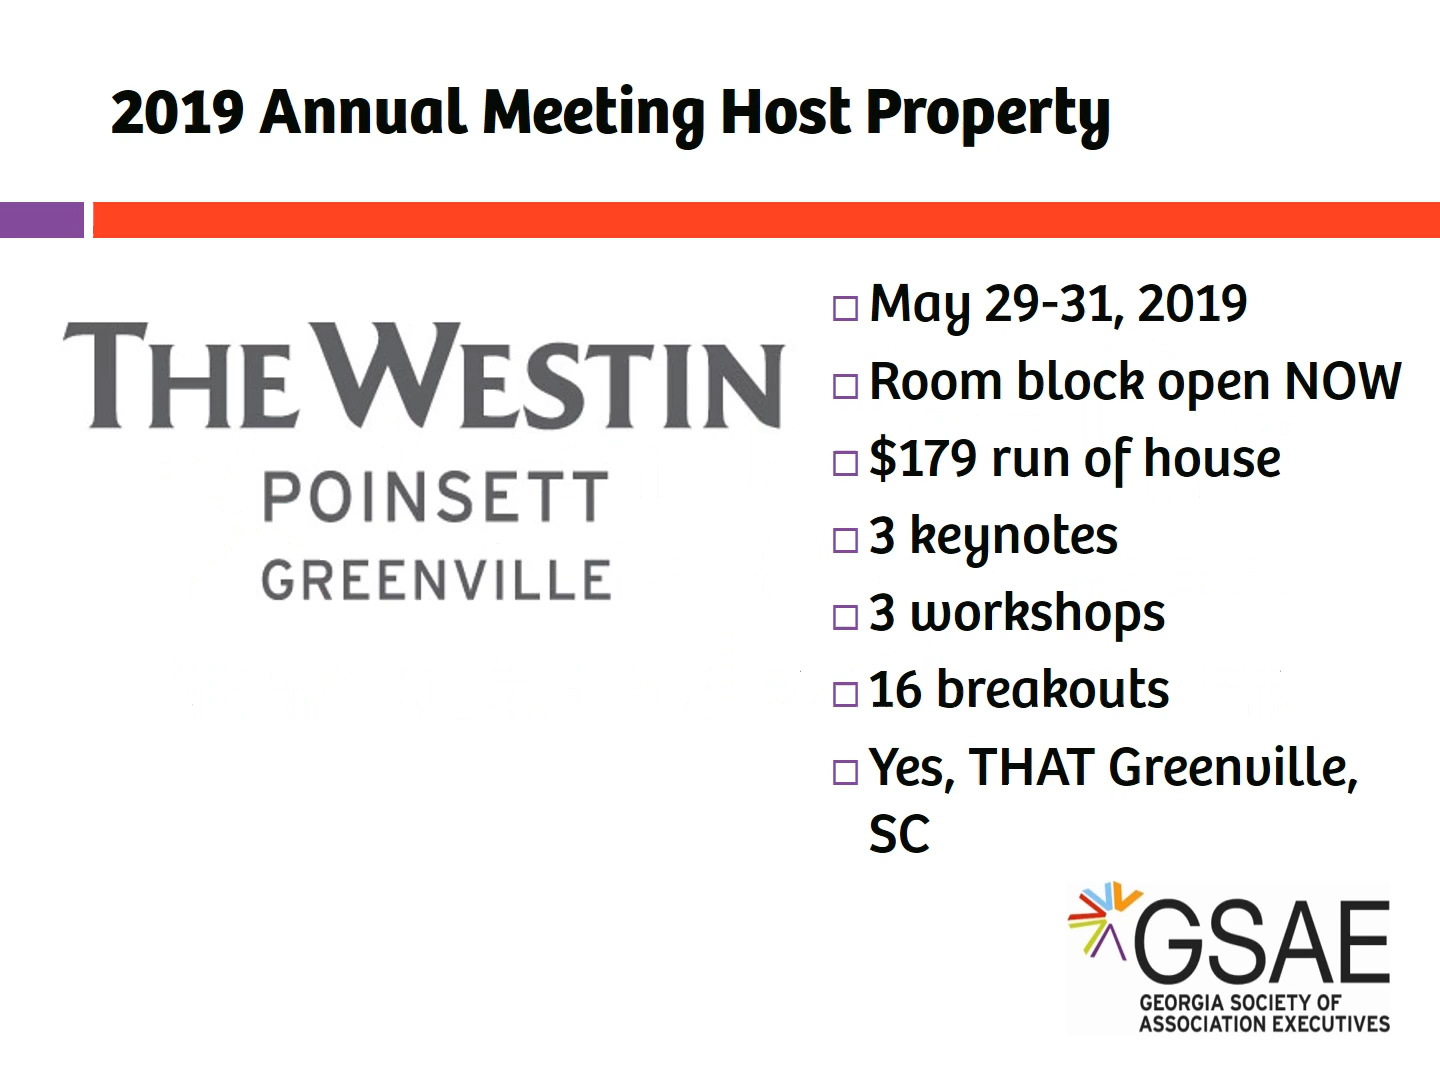 2019 Annual Meeting Host Property
THE WESTIN
POINSETT
GREENVILLE
May 29-31, 2019
Room block open NOW
$179 run of house
3 keynotes
3 workshops
16 breakouts
Yes, THAT Greenville,
SC
GSAE
GEORGIA SOCIETY OF
ASSOCIATION EXECUTIVES